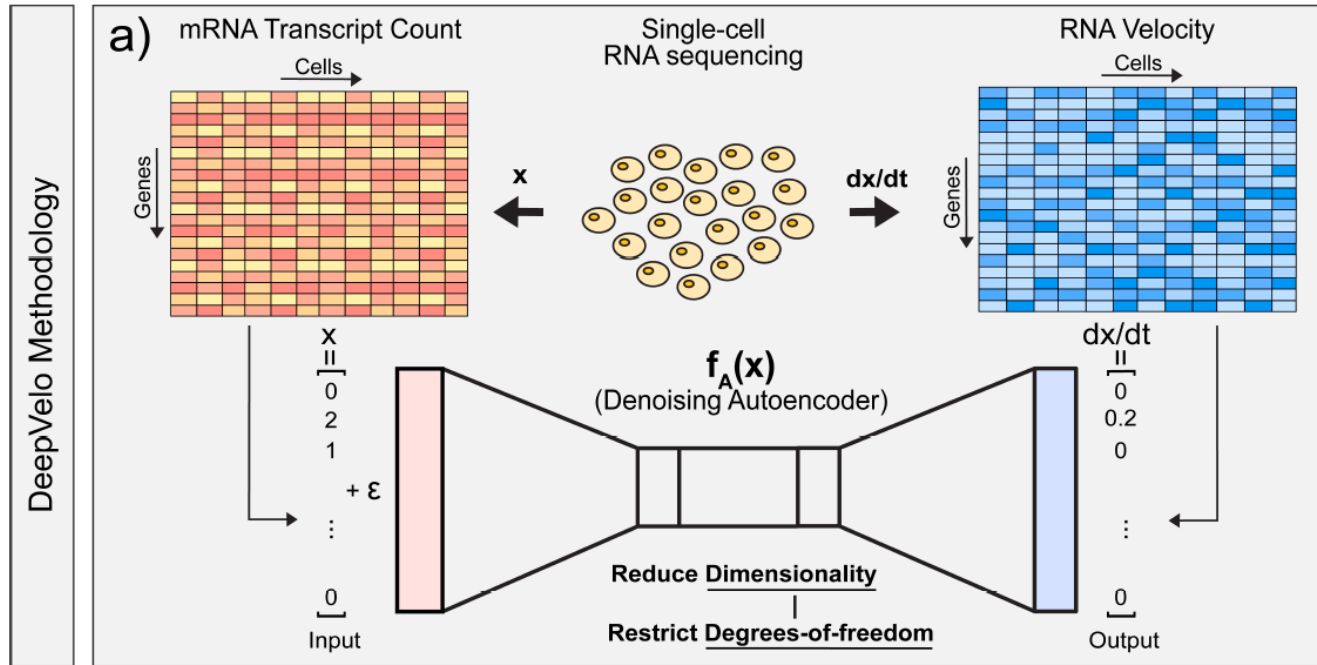 DeepVelo Methodology
a)
mRNA Transcript Count
Cells
Genes
Single-cell
RNA sequencing
x
dx/dt
RNA Velocity
Cells
Genes
x
=
0
2
1
+ ε
...
0
Input
f_A(x)
(Denoising Autoencoder)
Reduce Dimensionality
Restrict Degrees-of-freedom
dx/dt
=
0
0.2
0
...
0
Output